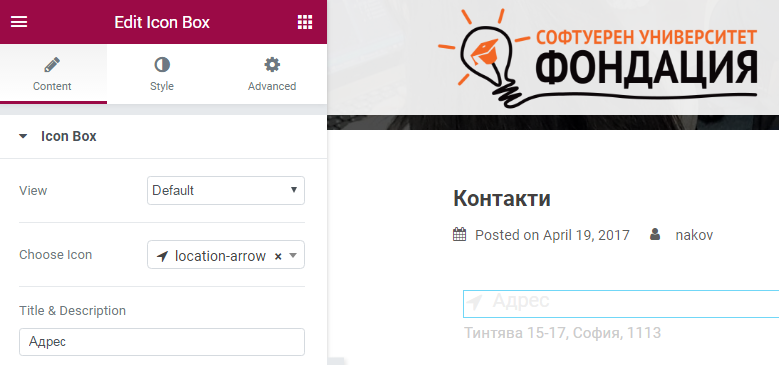 Edit Icon Box
Content
Style
Advanced
Icon Box
View
Default
Choose Icon
location-arrow ×
Title & Description
Адрес
СОФТУЕРЕН УНИВЕРСИТЕТ
ФОНДАЦИЯ
Контакти
Posted on April 19, 2017 nakov
Адрес
Тинтява 15-17, София, 1113